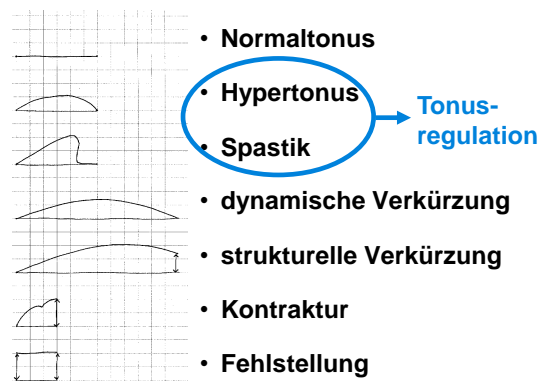 • Normaltonus
• Hypertonus
Tonus-
regulation
• Spastik
• dynamische Verkürzung
• strukturelle Verkürzung
• Kontraktur
• Fehlstellung